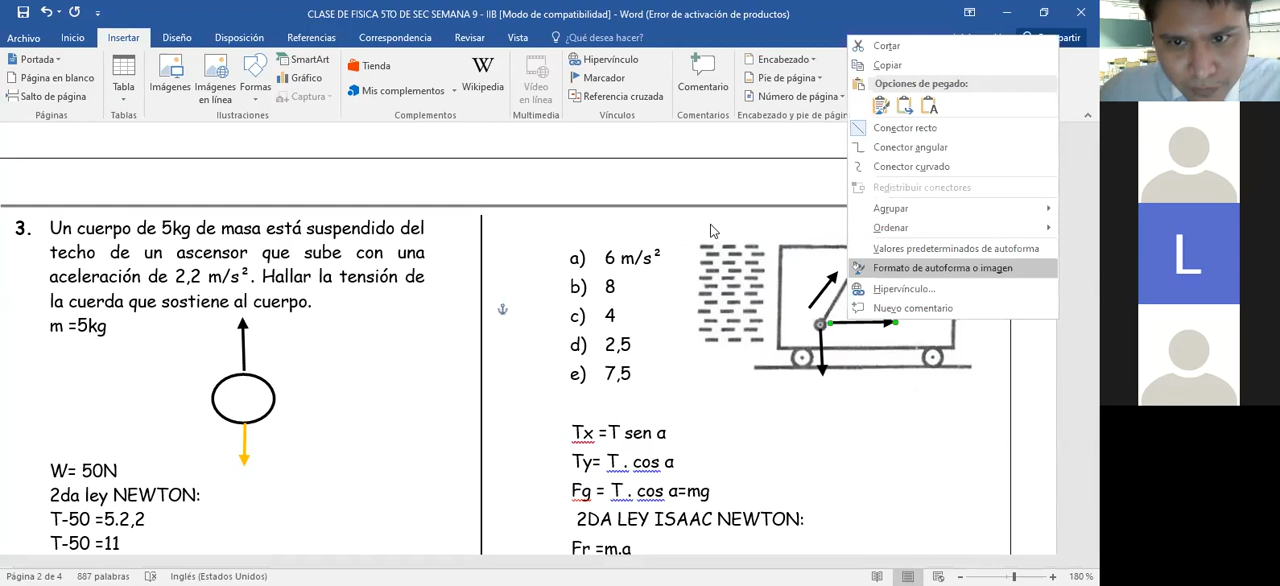 CLASE DE FISICA 5TO DE SEC SEMANA 9 - IIB [Modo de compatibilidad] - Word (Error de activación de productos)
Archivo Inicio Insertar Diseño Disposición Referencias Correspondencia Revisar Vista ¿Qué desea hacer?
Portada
Página en blanco
Salto de página
Páginas
Tabla
Tablas
Imágenes
Imágenes en línea
Formas
SmartArt
Gráfico
Captura
Ilustraciones
Tienda
Mis complementos
Wikipedia
Complementos
Vídeo en línea
Multimedia
Hipervínculo
Marcador
Referencia cruzada
Vínculos
Comentario
Comentarios
Encabezado
Pie de página
Número de página
Encabezado y pie de página
Cortar
Copiar
Opciones de pegado:
Conector recto
Conector angular
Conector curvado
Redistribuir conectores
Agrupar
Ordenar
Valores predeterminados de autoforma
Formato de autoforma o imagen
Hipervínculo...
Nuevo comentario
3. Un cuerpo de 5kg de masa está suspendido del
techo de un ascensor que sube con una
aceleración de 2,2 m/s². Hallar la tensión de
la cuerda que sostiene al cuerpo.
m =5kg
W= 50N
2da ley NEWTON:
T-50 =5.2,2
T-50 =11
a) 6 m/s²
b) 8
c) 4
d) 2,5
e) 7,5
Tx =T sen a
Ty= T . cos a
Fg = T . cos a=mg
2DA LEY ISAAC NEWTON:
Fr =m.a
L
Página 2 de 4 887 palabras Inglés (Estados Unidos) 180 %